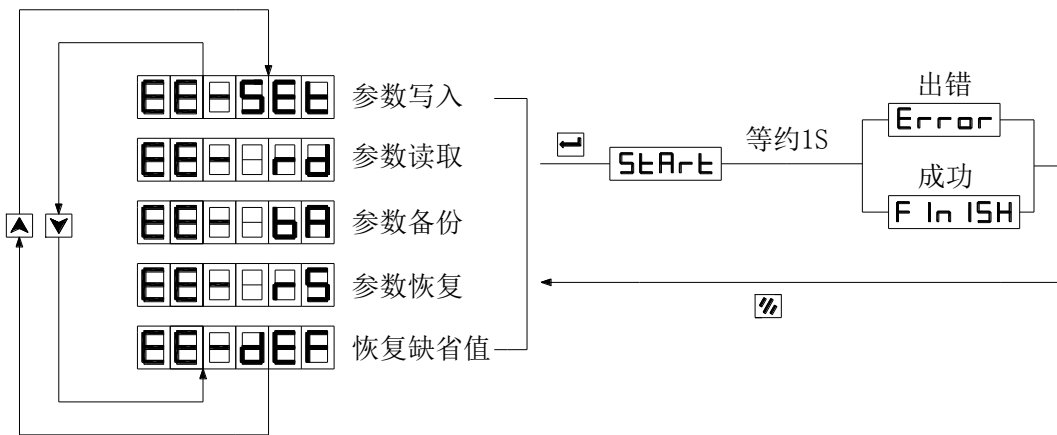 EE-SEt 参数写入
EE- rd 参数读取
EE- bA 参数备份
EE- rS 参数恢复
EE-dEF 恢复缺省值
StArt
等约1S
出错
Error
成功
FInISH